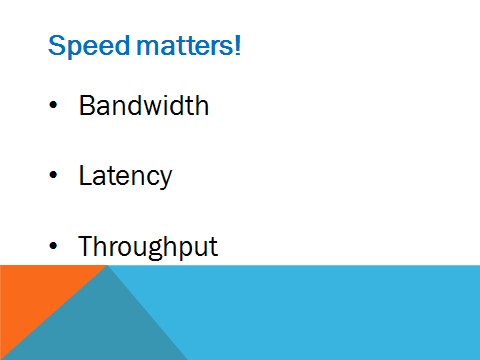 Speed matters!
• Bandwidth
• Latency
• Throughput